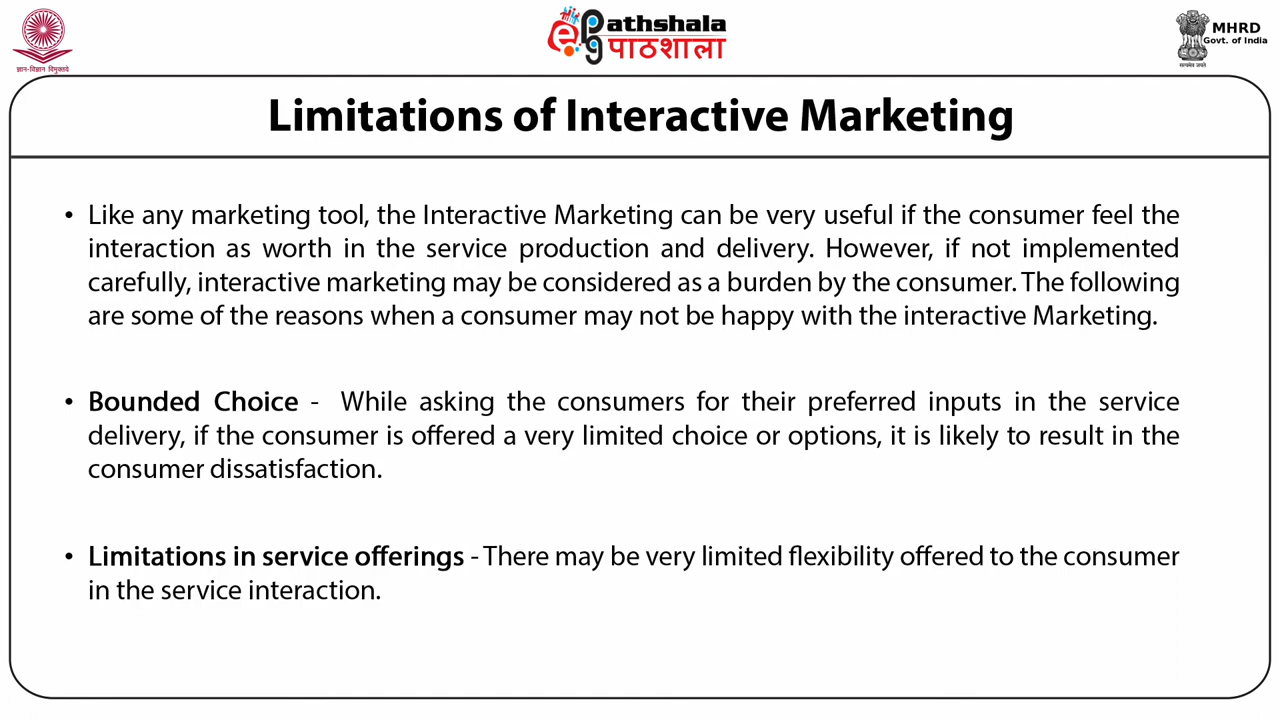 ज्ञान-विज्ञान विमुक्तये
ePG Pathshala
पाठशाला
MHRD
Govt. of India
सत्यमेव जयते
Limitations of Interactive Marketing
• Like any marketing tool, the Interactive Marketing can be very useful if the consumer feel the
interaction as worth in the service production and delivery. However, if not implemented
carefully, interactive marketing may be considered as a burden by the consumer. The following
are some of the reasons when a consumer may not be happy with the interactive Marketing.
• Bounded Choice - While asking the consumers for their preferred inputs in the service
delivery, if the consumer is offered a very limited choice or options, it is likely to result in the
consumer dissatisfaction.
• Limitations in service offerings - There may be very limited flexibility offered to the consumer
in the service interaction.